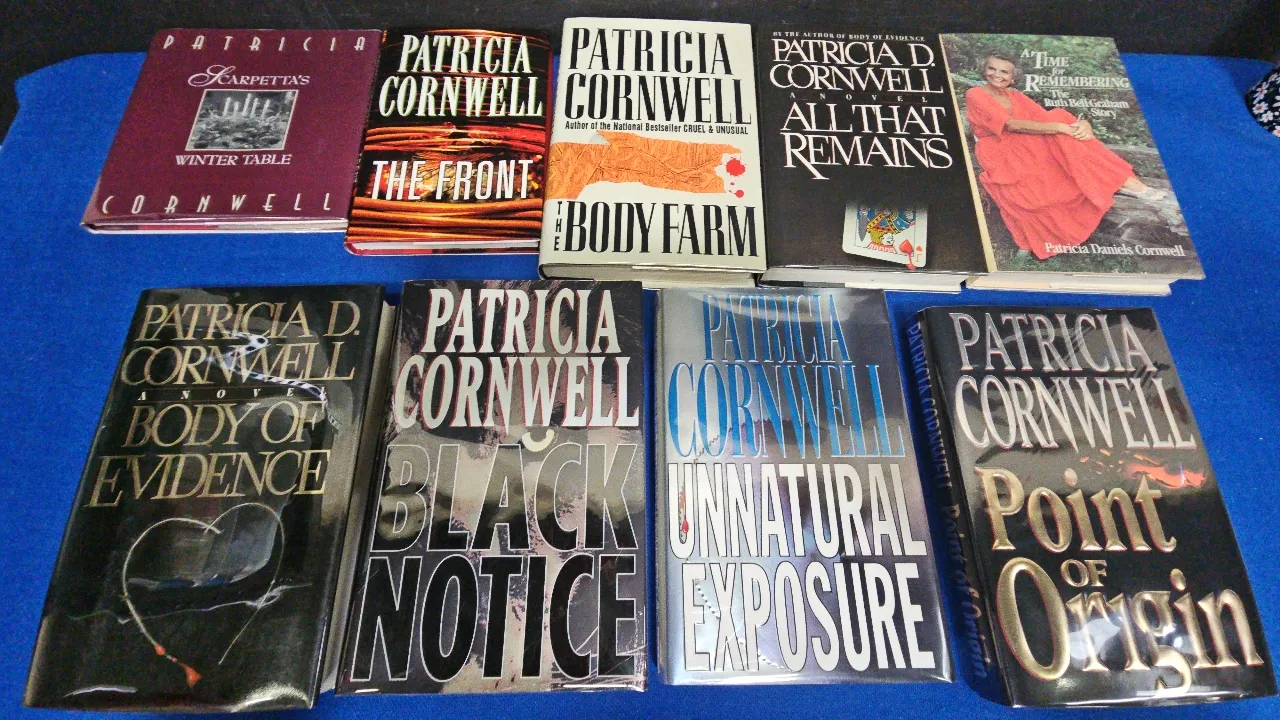 PATRICIA
SCARPETTA'S
WINTER TABLE
CORNWELL
PATRICIA
CORNWELL
THE FRONT
PATRICIA
CORNWELL
Author of the National Bestseller CRUEL & UNUSUAL
THE
BODY FARM
BY THE AUTHOR OF BODY OF EVIDENCE
PATRICIA D.
CORNWELL
A NOVEL
ALL THAT
REMAINS
A TIME
for
REMEMBERING
The
Ruth Bell Graham
Story
Patricia Daniels Cornwell
PATRICIA D.
CORNWELL
A NOVEL
BODY OF
EVIDENCE
PATRICIA
CORNWELL
BLACK
NOTICE
PATRICIA
CORNWELL
UNNATURAL
EXPOSURE
PATRICIA CORNWELL Point of Origin
PATRICIA
CORNWELL
Point
OF
Origin